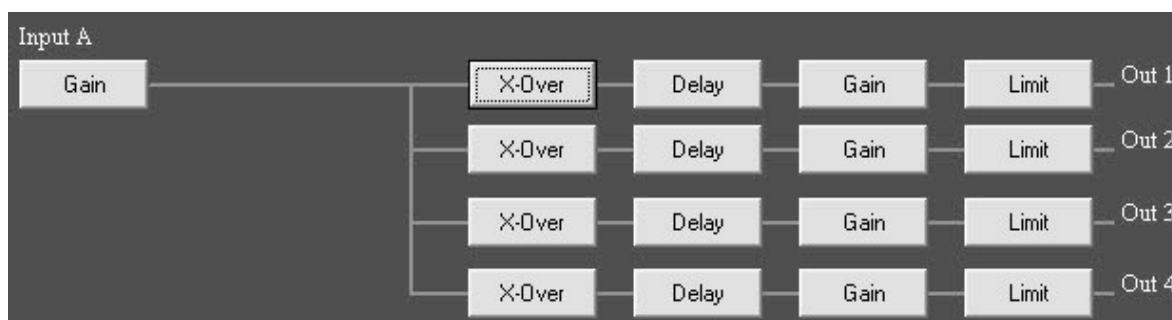 Input A
Gain X-Over Delay Gain Limit Out 1
X-Over Delay Gain Limit Out 2
X-Over Delay Gain Limit Out 3
X-Over Delay Gain Limit Out 4